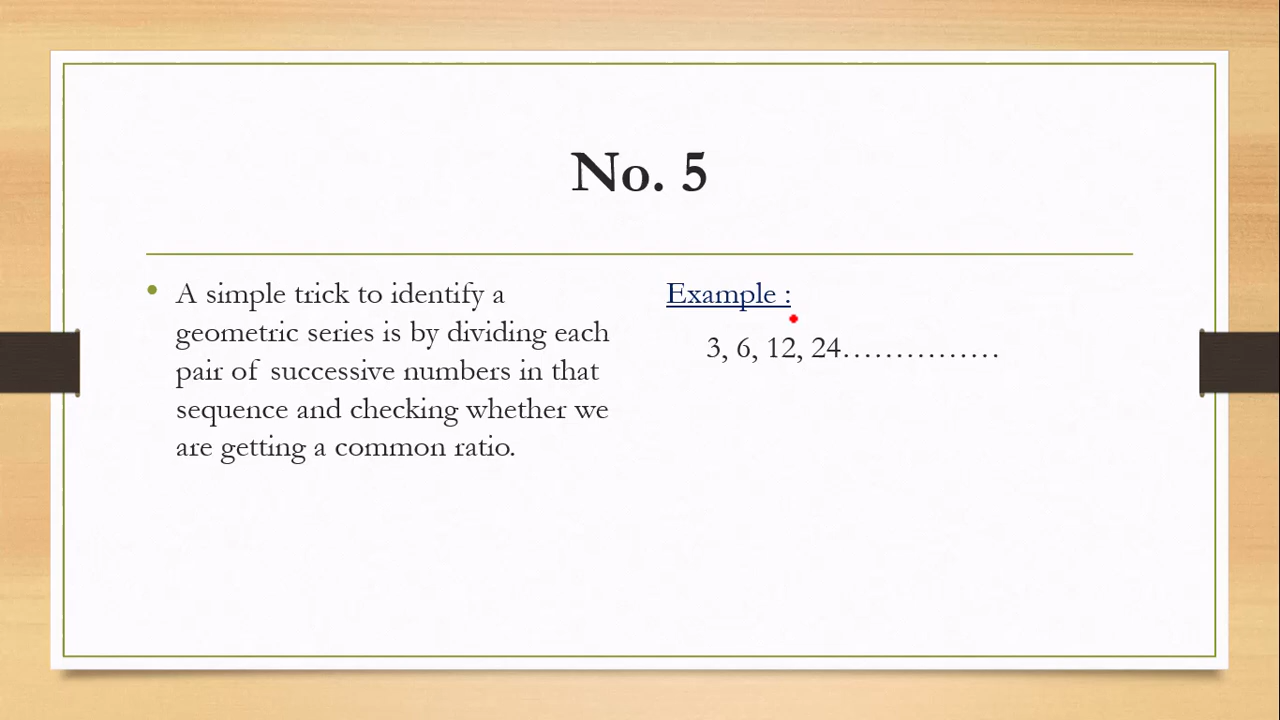 No. 5
• A simple trick to identify a
geometric series is by dividing each
pair of successive numbers in that
sequence and checking whether we
are getting a common ratio.
Example :
3, 6, 12, 24……………